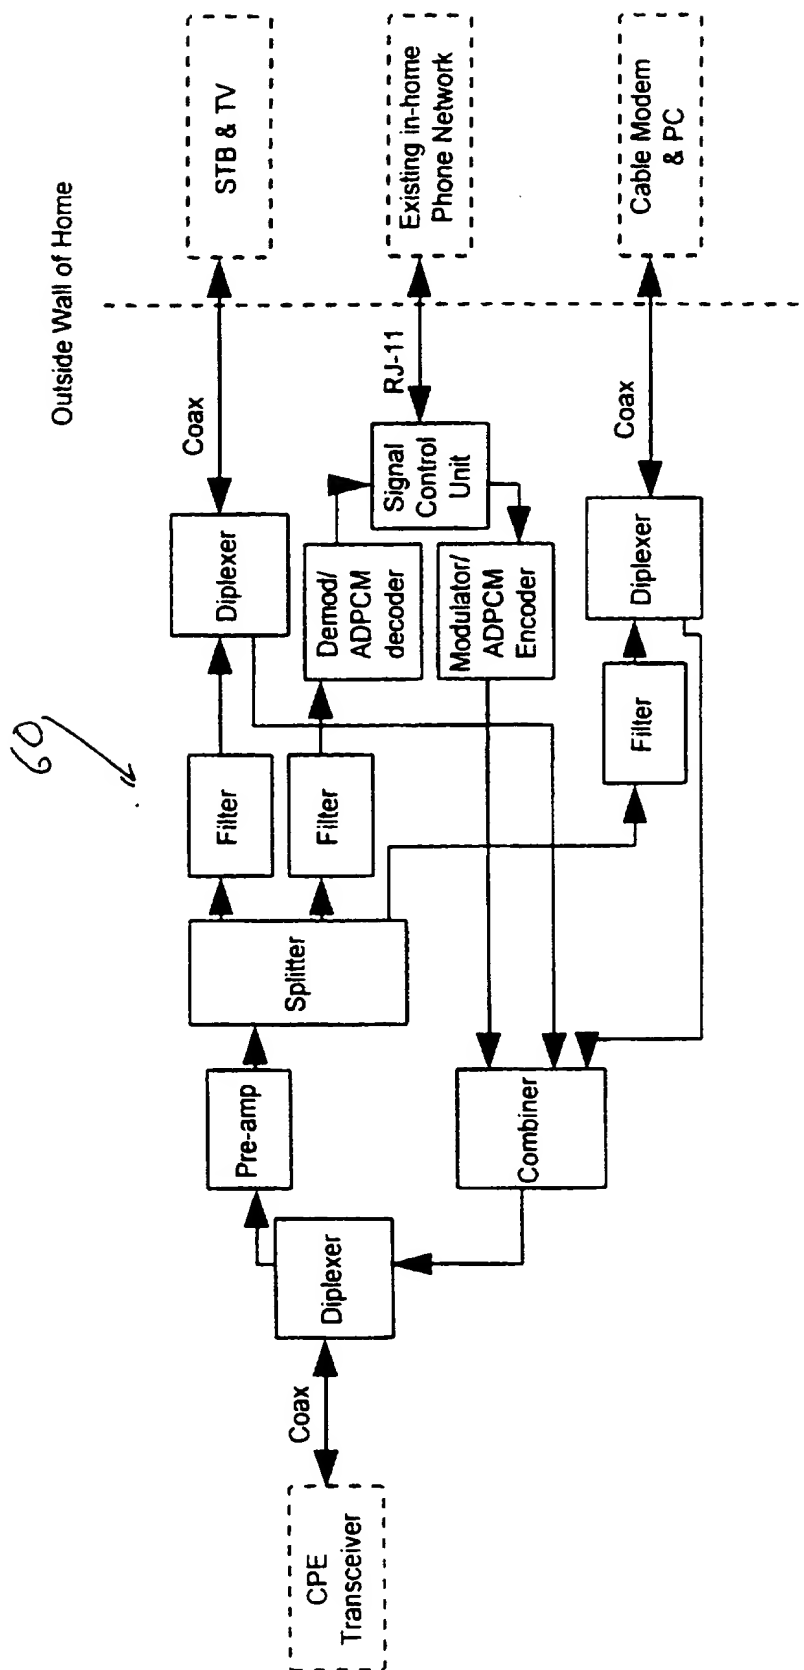 60
Outside Wall of Home
CPE
Transceiver
Coax
Diplexer
Pre-amp
Splitter
Filter
Filter
Diplexer
Coax
STB & TV
Demod/
ADPCM
decoder
Signal
Control
Unit
RJ-11
Existing in-home
Phone Network
Modulator/
ADPCM
Encoder
Combiner
Filter
Diplexer
Coax
Cable Modem
& PC